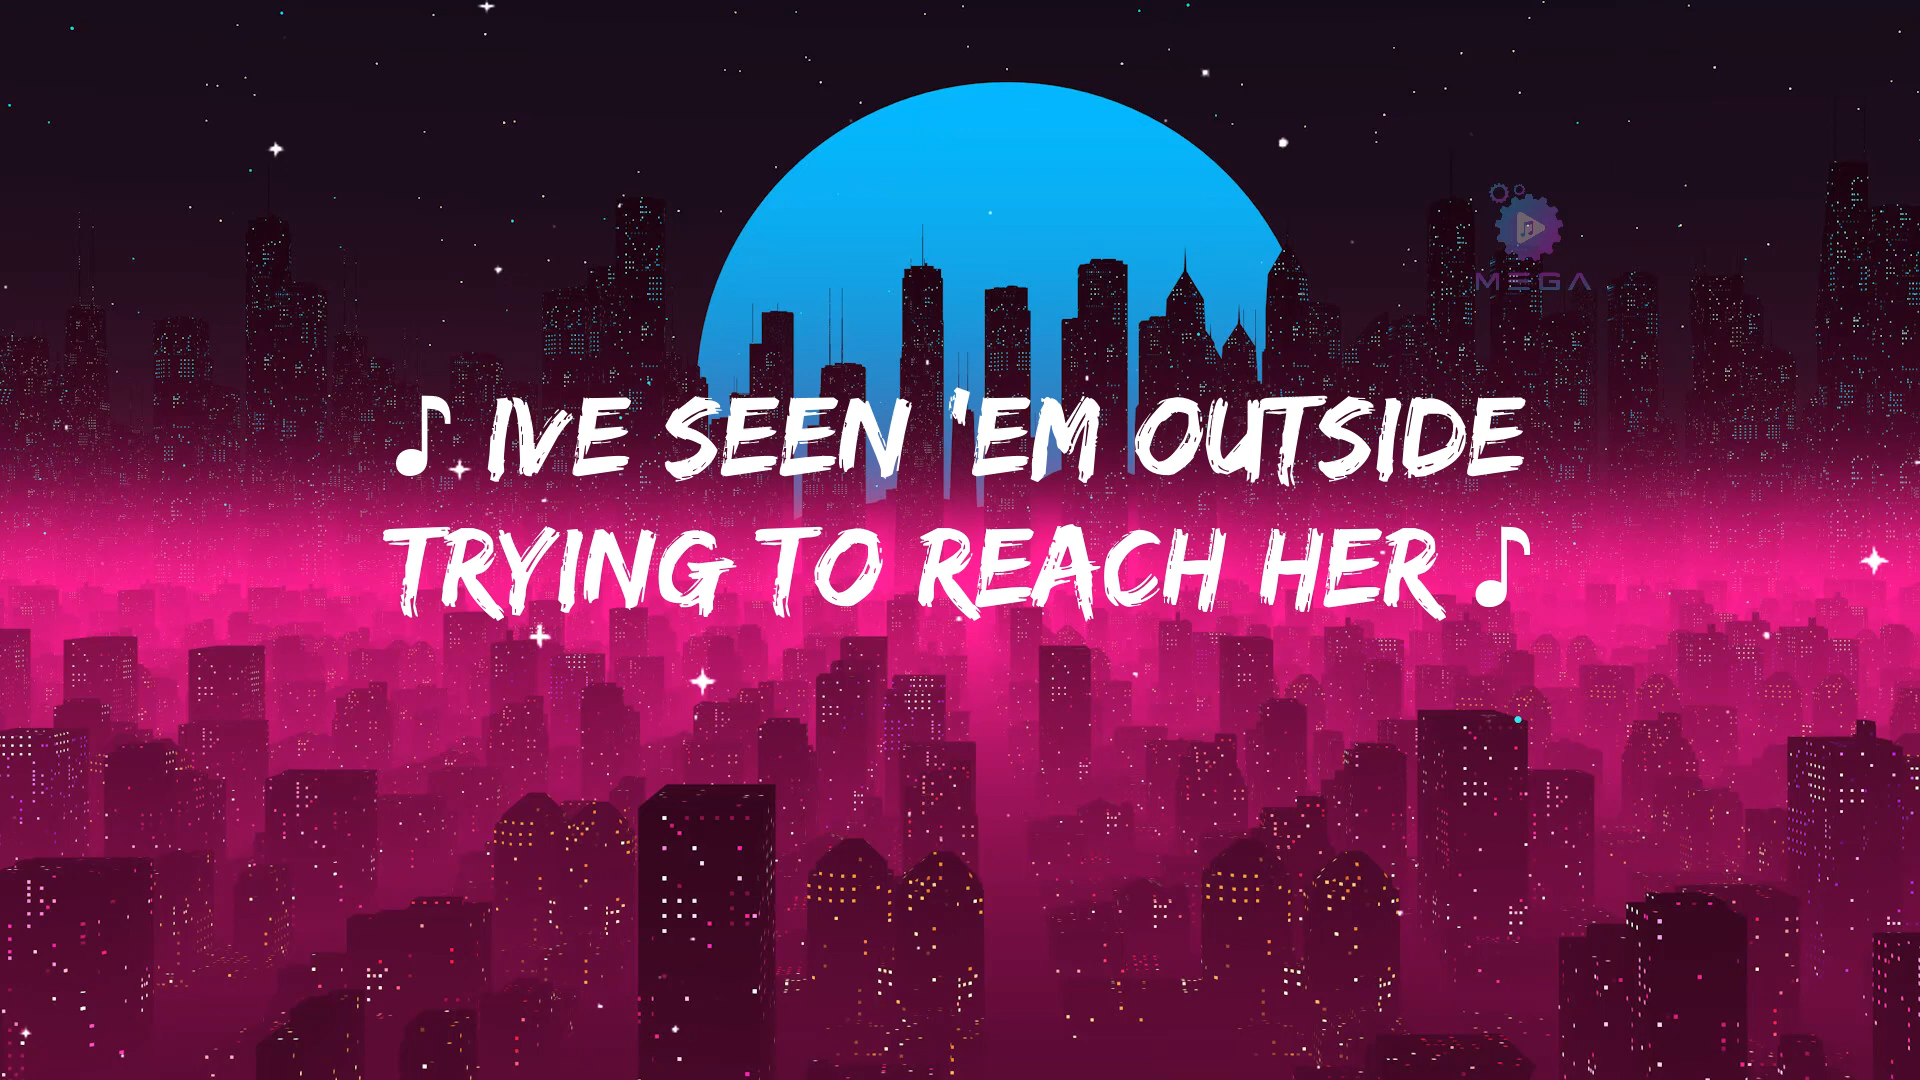 MEGA
♪ IVE SEEN 'EM OUTSIDE
TRYING TO REACH HER ♪